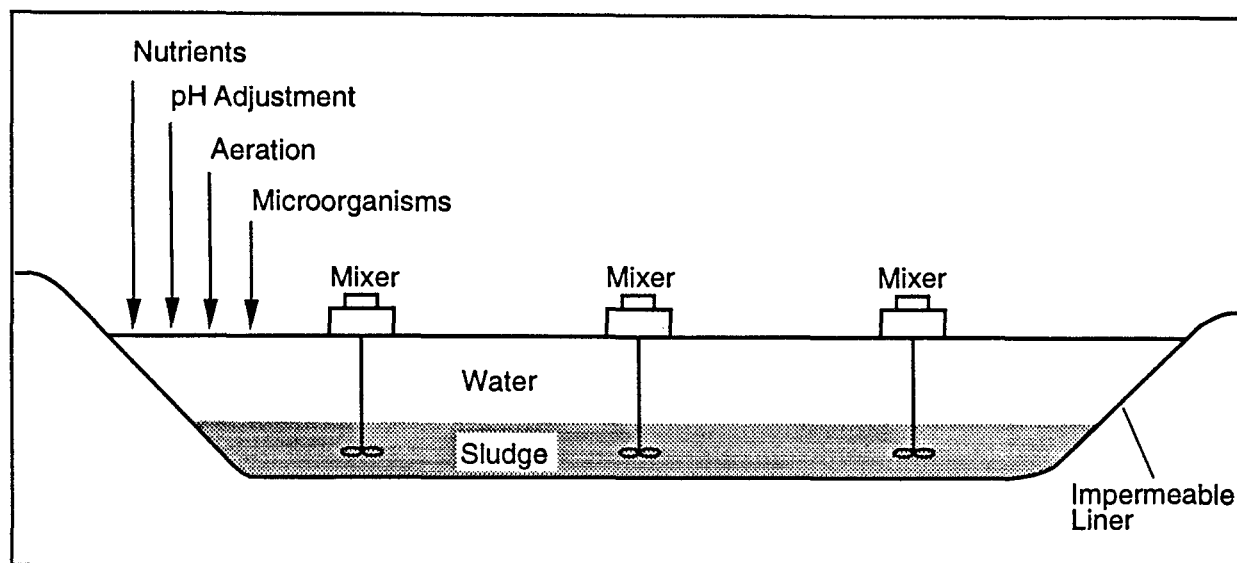 Nutrients
pH Adjustment
Aeration
Microorganisms
Mixer
Mixer
Mixer
Water
Sludge
Impermeable
Liner